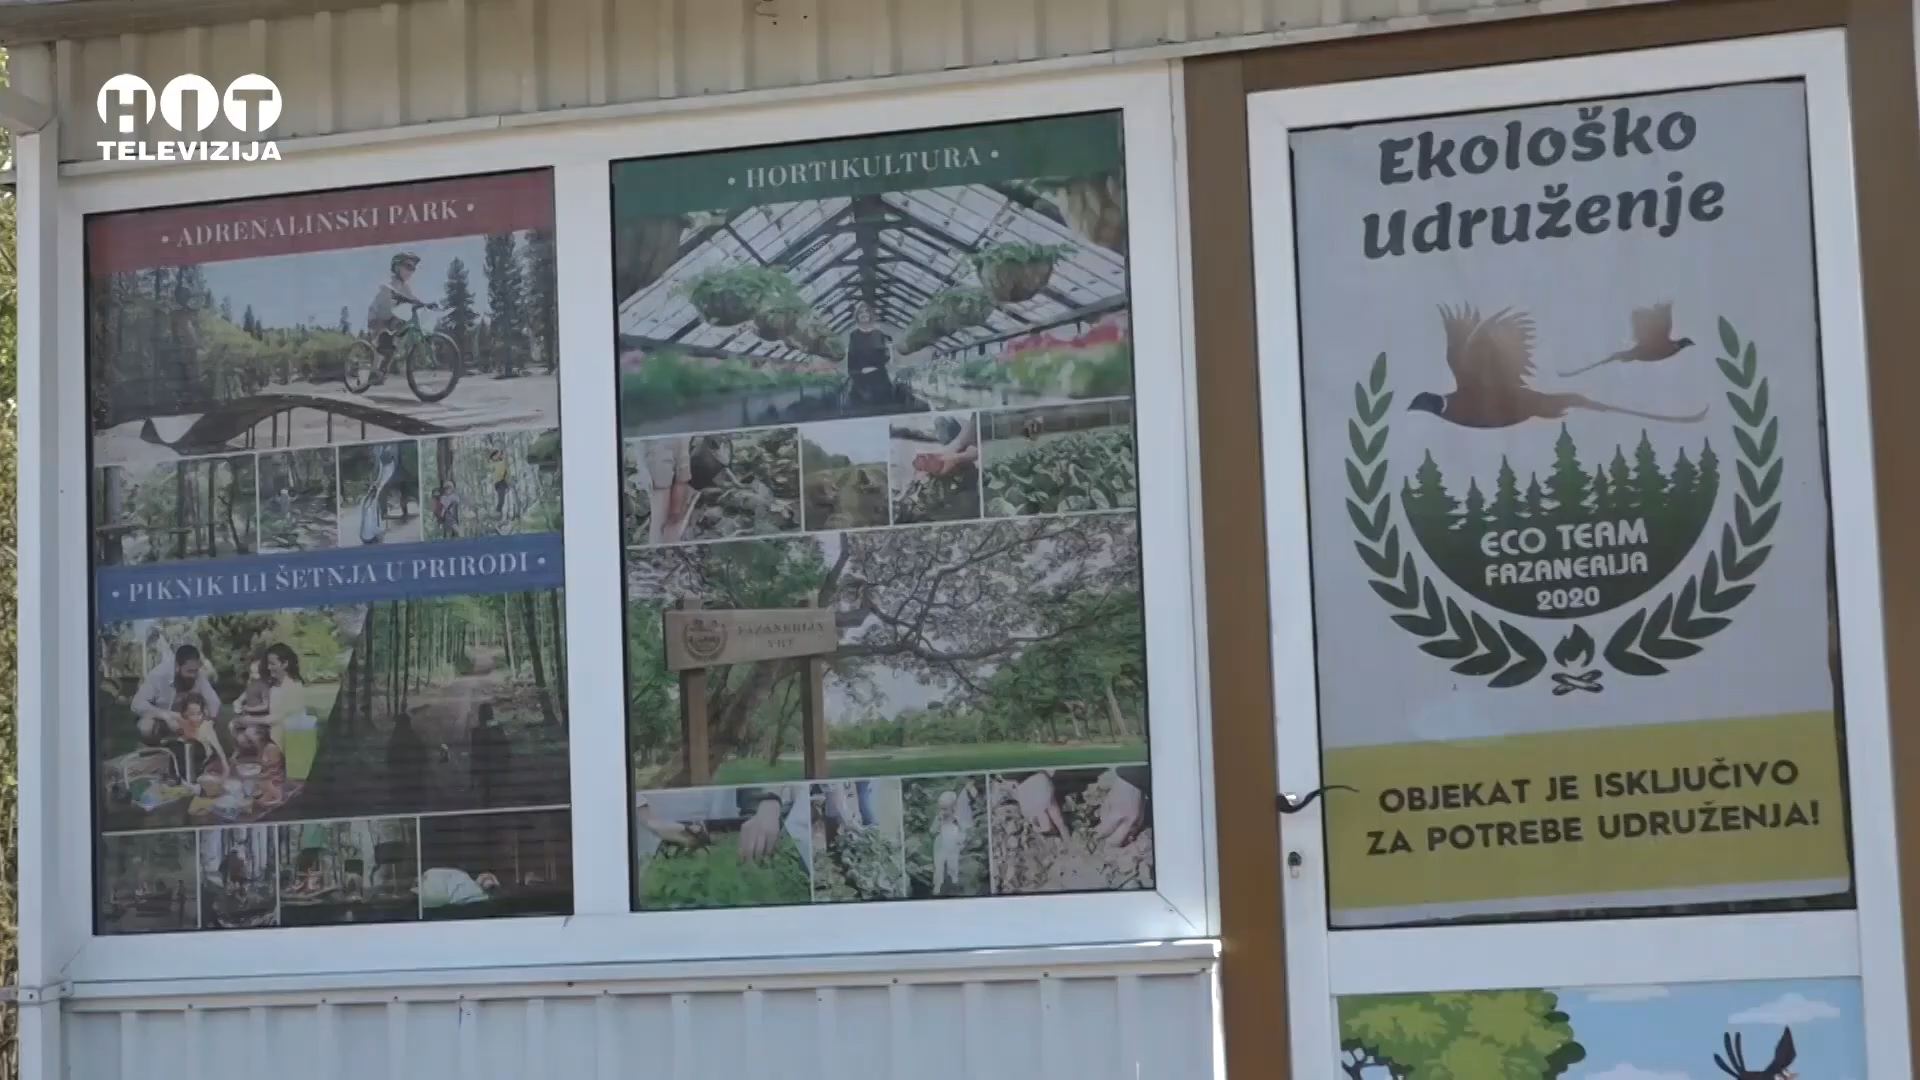 HIT
TELEVIZIJA
• ADRENALINSKI PARK •
• PIKNIK ILI ŠETNJA U PRIRODI •
• HORTIKULTURA •
FAZANERIJA
Ekološko
Udruženje
ECO TEAM
FAZANERIJA
2020
OBJEKAT JE ISKLJUČIVO
ZA POTREBE UDRUŽENJA!